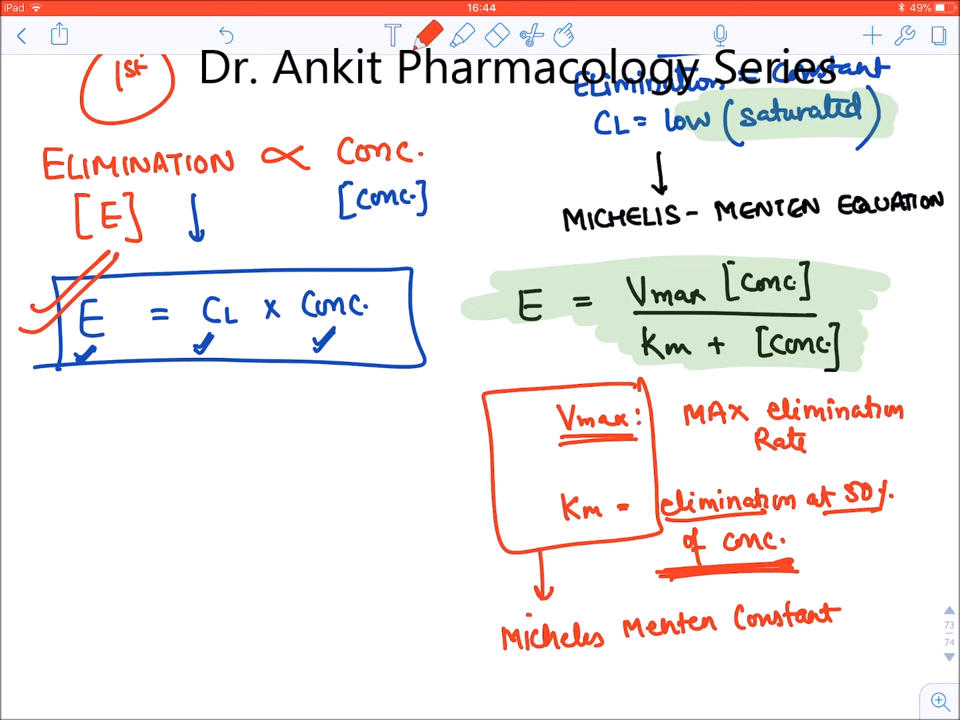 iPad
16:44
49%
T
Dr. Ankit Pharmacology Series
1st
ELIMINATION ∝ Conc.
[E] ↓ [Conc.]
E = CL × Conc.
Elimination = Constant
CL = low (saturated)
↓
MICHELIS - MENTEN EQUATION
E = Vmax [Conc.]
Km + [Conc.]
Vmax: MAX elimination
Rate
Km = elimination at 50%
of conc.
Micheles Menten Constant
73
74